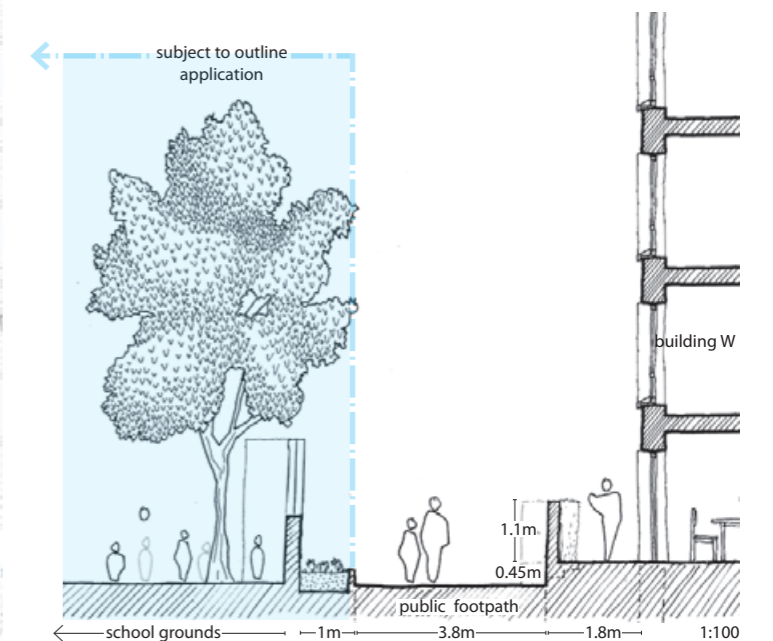 subject to outline
application
building W
1.1m
0.45m
public footpath
school grounds
1m
3.8m
1.8m
1:100